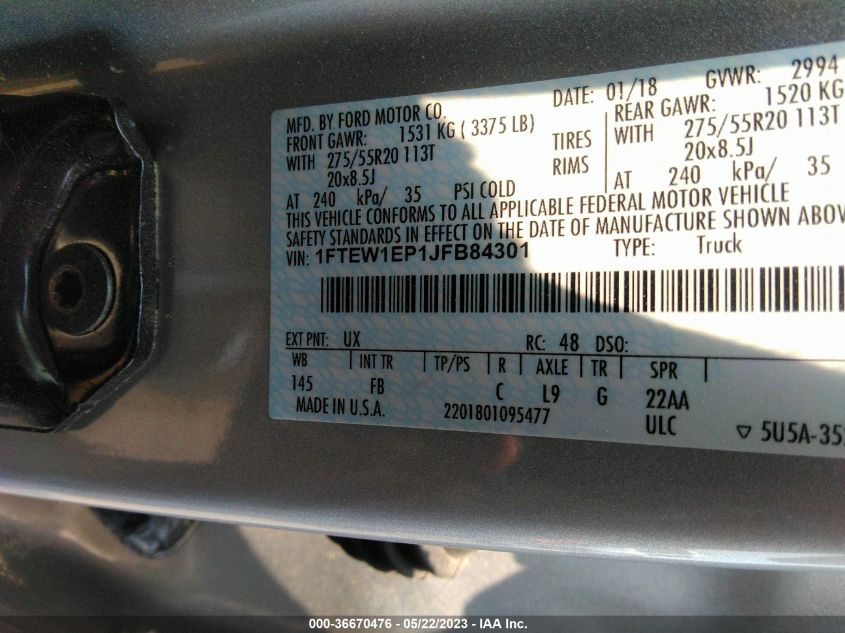 MFD. BY FORD MOTOR CO. DATE: 01/18 GVWR: 2994
FRONT GAWR: 1531 KG ( 3375 LB) REAR GAWR: 1520 KG
WITH 275/55R20 113T TIRES WITH 275/55R20 113T
20x8.5J RIMS 20x8.5J
AT 240 kPa/ 35 PSI COLD AT 240 kPa/ 35
THIS VEHICLE CONFORMS TO ALL APPLICABLE FEDERAL MOTOR VEHICLE
SAFETY STANDARDS IN EFFECT ON THE DATE OF MANUFACTURE SHOWN ABOV
VIN: 1FTEW1EP1JFB84301 TYPE: Truck
EXT PNT: UX RC: 48 DSO:
WB INT TR TP/PS R AXLE TR SPR
145 FB C L9 G 22AA
MADE IN U.S.A. 2201801095477 ULC ▽ 5U5A-35
000-36670476 - 05/22/2023 - IAA Inc.